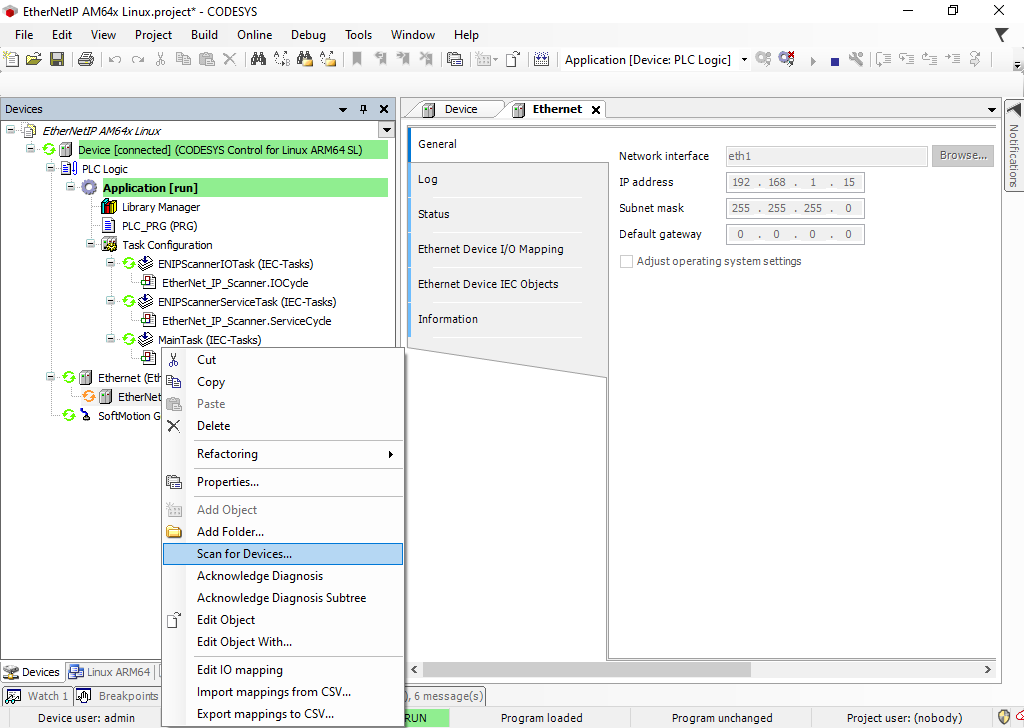 EtherNetIP AM64x Linux.project* - CODESYS
File Edit View Project Build Online Debug Tools Window Help
Application [Device: PLC Logic]
Devices
EtherNetIP AM64x Linux
Device [connected] (CODESYS Control for Linux ARM64 SL)
PLC Logic
Application [run]
Library Manager
PLC_PRG (PRG)
Task Configuration
ENIPScannerIOTask (IEC-Tasks)
EtherNet_IP_Scanner.IOCycle
ENIPScannerServiceTask (IEC-Tasks)
EtherNet_IP_Scanner.ServiceCycle
MainTask (IEC-Tasks)
Ethernet (Eth
EtherNet
SoftMotion G
Cut
Copy
Paste
Delete
Refactoring
Properties...
Add Object
Add Folder...
Scan for Devices...
Acknowledge Diagnosis
Acknowledge Diagnosis Subtree
Edit Object
Edit Object With...
Edit IO mapping
Import mappings from CSV...
Export mappings to CSV...
Device Ethernet
General
Log
Status
Ethernet Device I/O Mapping
Ethernet Device IEC Objects
Information
Network interface eth1 Browse...
IP address 192 . 168 . 1 . 15
Subnet mask 255 . 255 . 255 . 0
Default gateway 0 . 0 . 0 . 0
Adjust operating system settings
Notifications
Devices Linux ARM64
Watch 1 Breakpoints , 6 message(s)
Device user: admin RUN Program loaded Program unchanged Project user: (nobody)